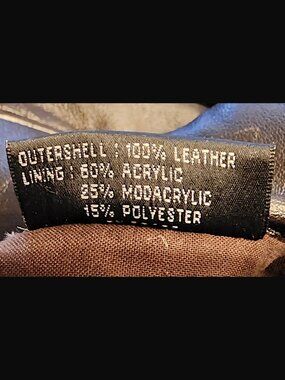 OUTERSHELL : 100% LEATHER
LINING : 60% ACRYLIC
25% MODACRYLIC
15% POLYESTER